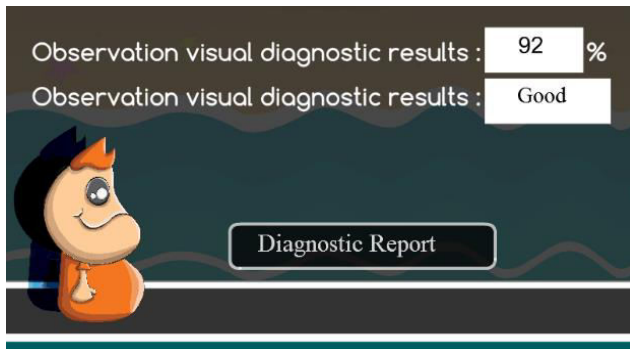 Observation visual diagnostic results : 92 %
Observation visual diagnostic results : Good
Diagnostic Report